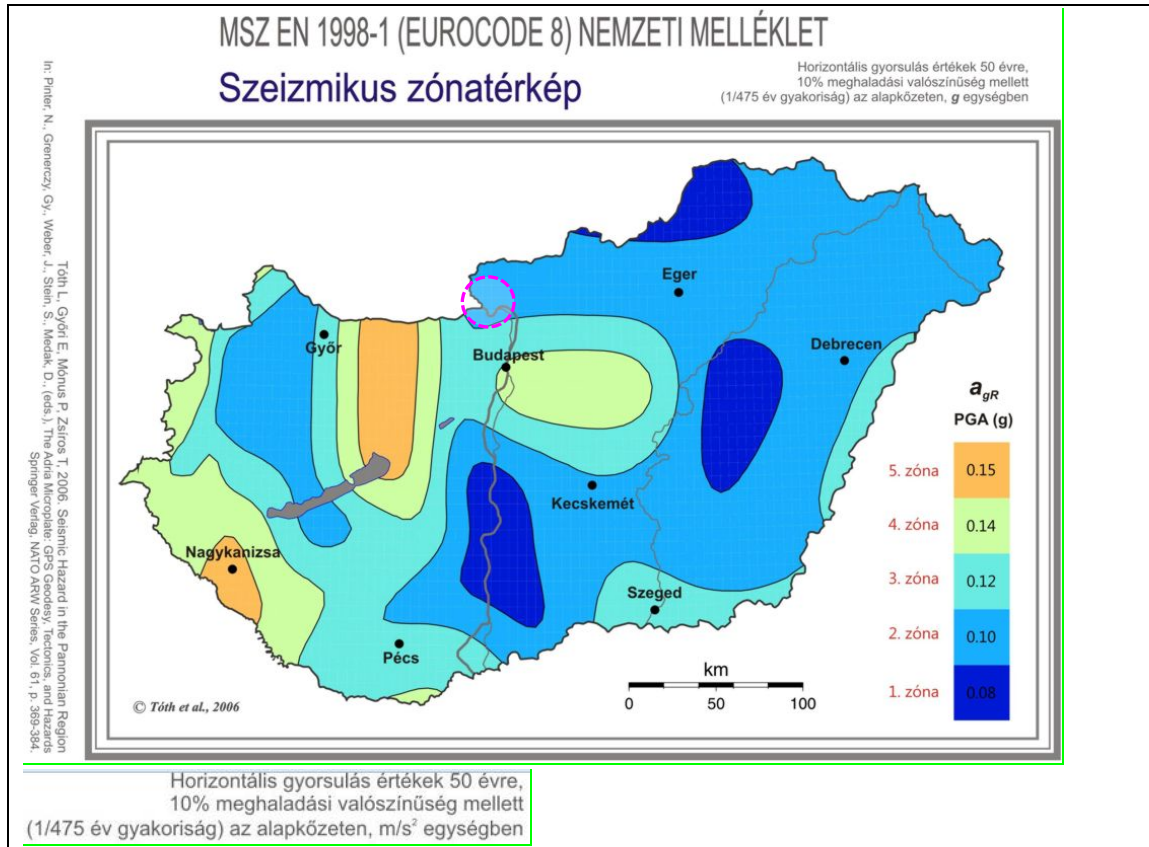 MSZ EN 1998-1 (EUROCODE 8) NEMZETI MELLÉKLET
Szeizmikus zónatérkép
Horizontális gyorsulás értékek 50 évre,
10% meghaladási valószínűség mellett
(1/475 év gyakoriság) az alapkőzeten, g egységben
Tóth L., Győri E, Mónus P, Zsíros T, 2006. Seismic Hazard in the Pannonian Region
In: Pinter, N., Grenerczy, Gy., Weber, J., Stein, S., Medak, D., (eds.), The Adria Microplate: GPS Geodesy, Tectonics, and Hazards
Springer Verlag, NATO ARW Series, Vol. 61, p. 369-384.
Eger
Győr
Budapest
Debrecen
Kecskemét
Nagykanizsa
Szeged
Pécs
a gR
PGA (g)
5. zóna 0.15
4. zóna 0.14
3. zóna 0.12
2. zóna 0.10
1. zóna 0.08
km
0 50 100
© Tóth et al., 2006
Horizontális gyorsulás értékek 50 évre,
10% meghaladási valószínűség mellett
(1/475 év gyakoriság) az alapkőzeten, m/s² egységben